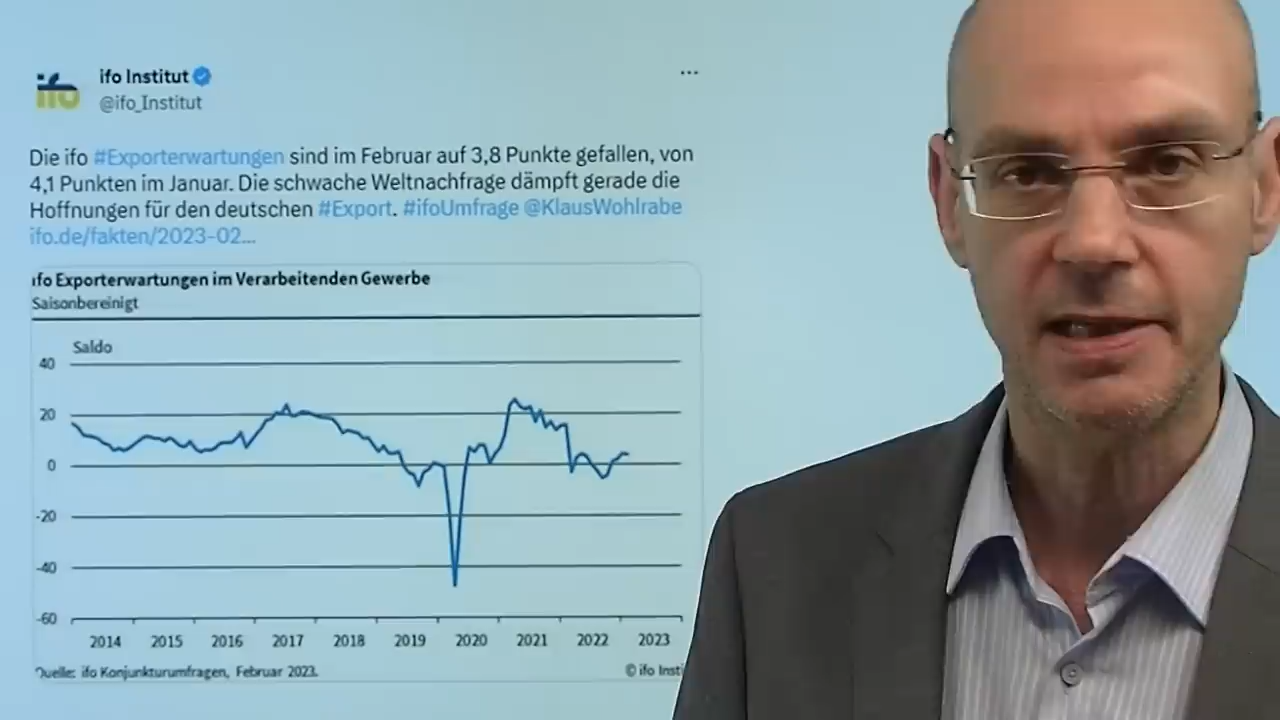 ifo
ifo Institut
@ifo_Institut
...
Die ifo #Exporterwartungen sind im Februar auf 3,8 Punkte gefallen, von
4,1 Punkten im Januar. Die schwache Weltnachfrage dämpft gerade die
Hoffnungen für den deutschen #Export. #ifoUmfrage @KlausWohlrabe
ifo.de/fakten/2023-02...
ifo Exporterwartungen im Verarbeitenden Gewerbe
Saisonbereinigt
Saldo
40
20
0
-20
-40
-60
2014 2015 2016 2017 2018 2019 2020 2021 2022 2023
Quelle: ifo Konjunkturumfragen, Februar 2023. © ifo Insti